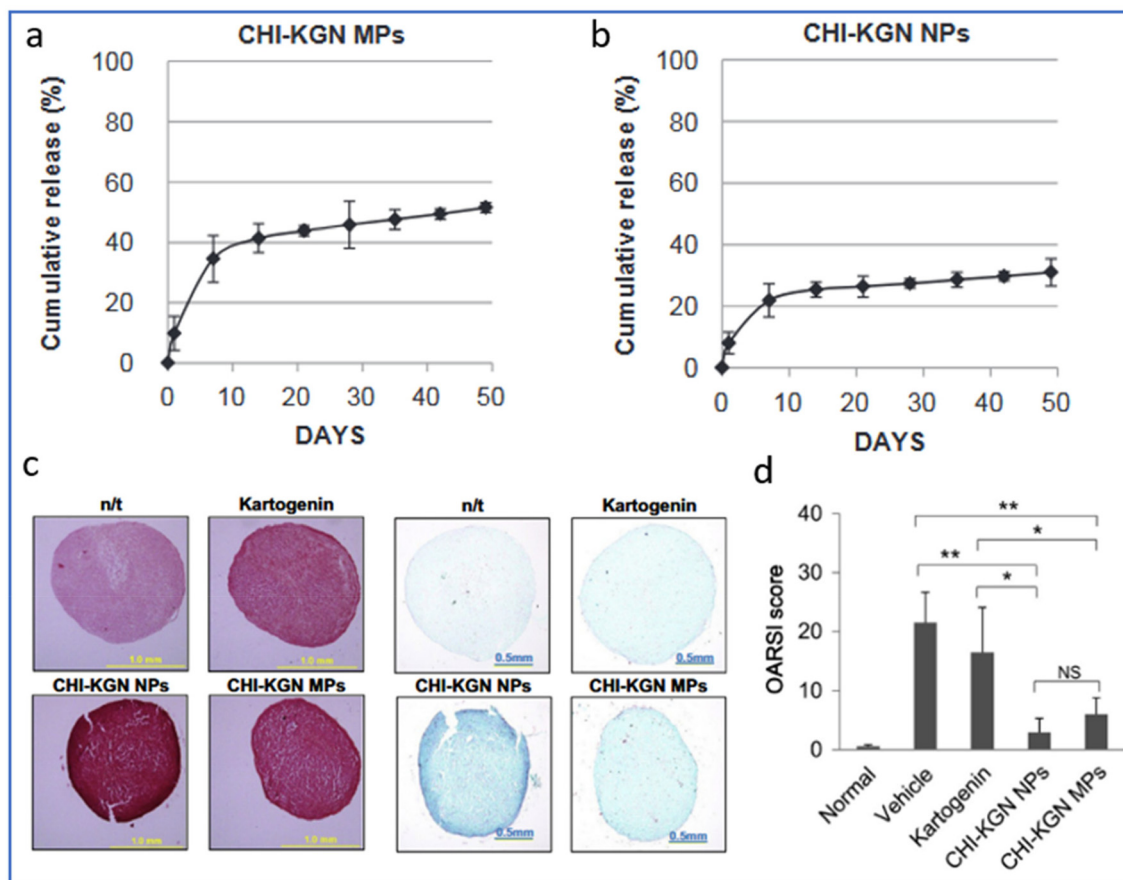 a
CHI-KGN MPs
Cumulative release (%)
100
80
60
40
20
0
0 10 20 30 40 50
DAYS
b
CHI-KGN NPs
Cumulative release (%)
100
80
60
40
20
0
0 10 20 30 40 50
DAYS
c
n/t Kartogenin
1.0 mm 1.0 mm
CHI-KGN NPs CHI-KGN MPs
1.0 mm 1.0 mm
n/t Kartogenin
0.5mm 0.5mm
CHI-KGN NPs CHI-KGN MPs
0.5mm 0.5mm
d
OARSI score
40
30
20
10
0
**
*
**
*
NS
Normal
Vehicle
Kartogenin
CHI-KGN NPs
CHI-KGN MPs